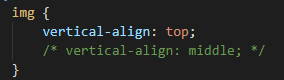 img {
    vertical-align: top;
    /* vertical-align: middle; */
}